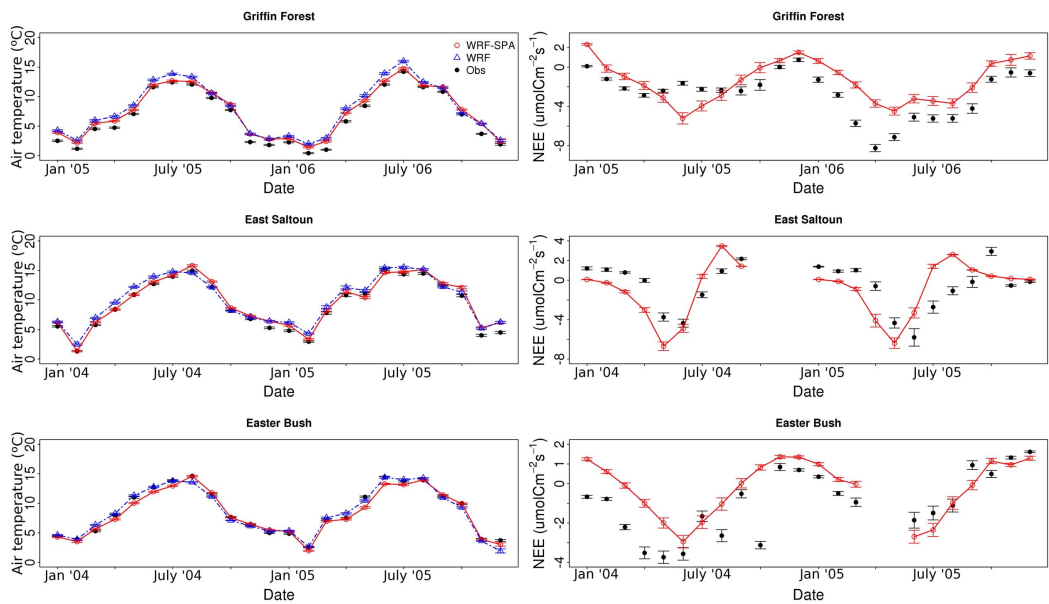 Griffin Forest
Air temperature (ºC)
20
15
10
5
0
WRF-SPA
WRF
Obs
Jan '05
July '05
Jan '06
July '06
Date
Griffin Forest
NEE (umolCm−2s−1)
2
0
-4
-8
Jan '05
July '05
Jan '06
July '06
Date
East Saltoun
Air temperature (ºC)
20
15
10
5
0
Jan '04
July '04
Jan '05
July '05
Date
East Saltoun
NEE (umolCm−2s−1)
4
2
0
-4
-8
Jan '04
July '04
Jan '05
July '05
Date
Easter Bush
Air temperature (ºC)
20
15
10
5
0
Jan '04
July '04
Jan '05
July '05
Date
Easter Bush
NEE (umolCm−2s−1)
2
1
0
-2
-4
Jan '04
July '04
Jan '05
July '05
Date